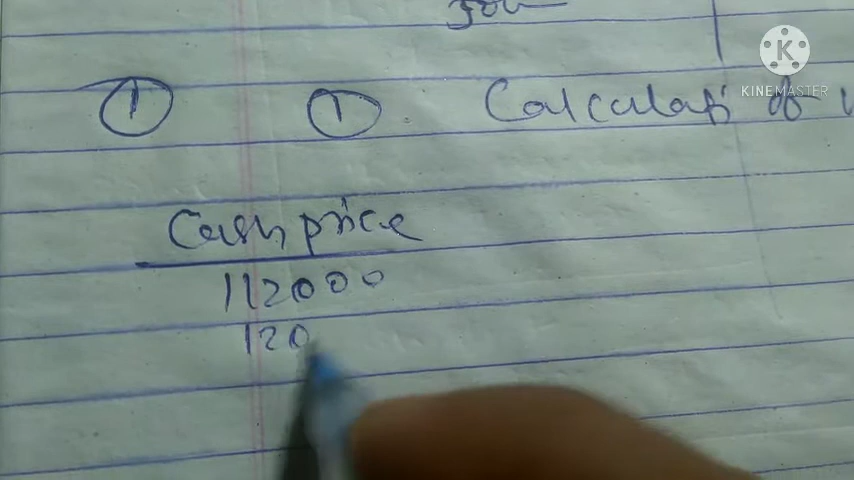 ① ① Calculati of
Cash price
112000
120
K
KINEMASTER